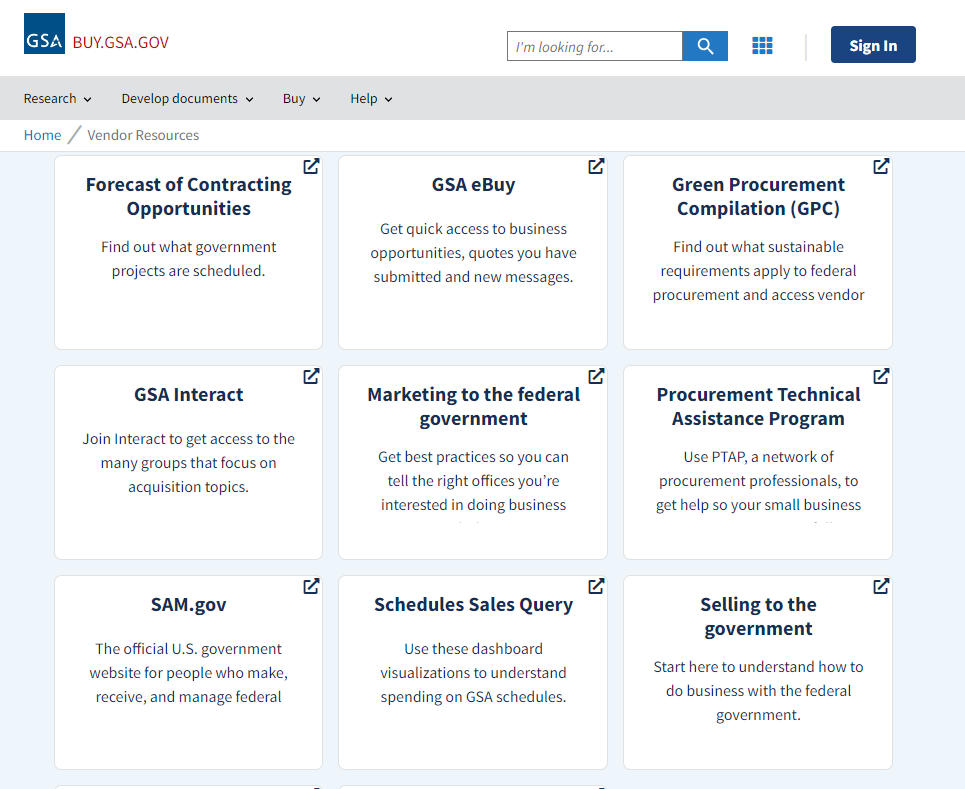 GSA BUY.GSA.GOV
I'm looking for...
Sign In
Research Develop documents Buy Help
Home / Vendor Resources
Forecast of Contracting
Opportunities
Find out what government
projects are scheduled.
GSA eBuy
Get quick access to business
opportunities, quotes you have
submitted and new messages.
Green Procurement
Compilation (GPC)
Find out what sustainable
requirements apply to federal
procurement and access vendor
GSA Interact
Join Interact to get access to the
many groups that focus on
acquisition topics.
Marketing to the federal
government
Get best practices so you can
tell the right offices you’re
interested in doing business
Procurement Technical
Assistance Program
Use PTAP, a network of
procurement professionals, to
get help so your small business
SAM.gov
The official U.S. government
website for people who make,
receive, and manage federal
Schedules Sales Query
Use these dashboard
visualizations to understand
spending on GSA schedules.
Selling to the
government
Start here to understand how to
do business with the federal
government.